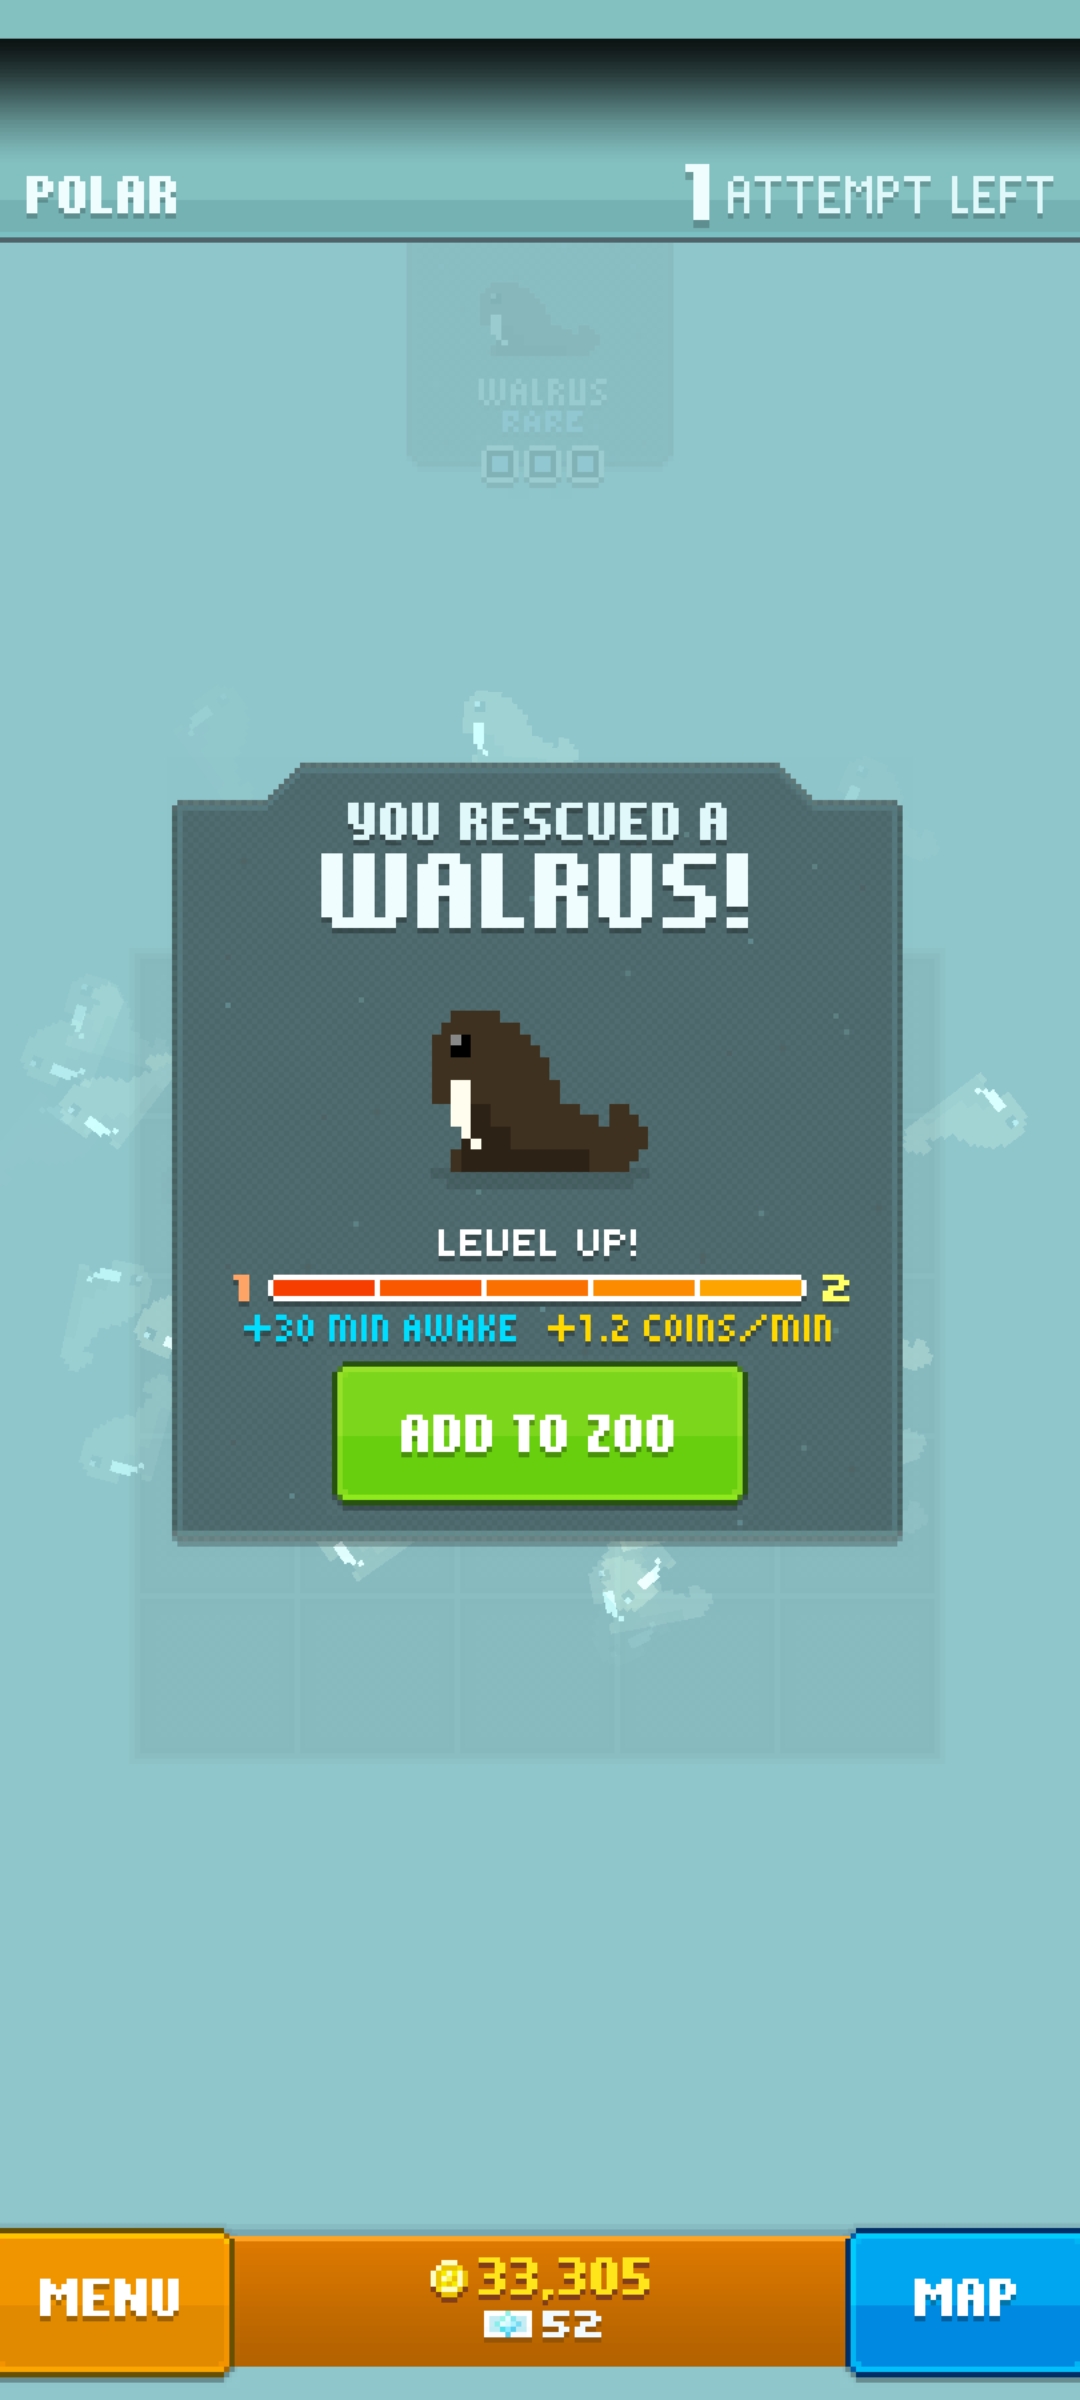 POLAR
1 ATTEMPT LEFT
WALRUS
RARE
YOU RESCUED A
WALRUS!
LEVEL UP!
1 2
+30 MIN AWAKE +1.2 COINS/MIN
ADD TO ZOO
MENU
33,305
52
MAP